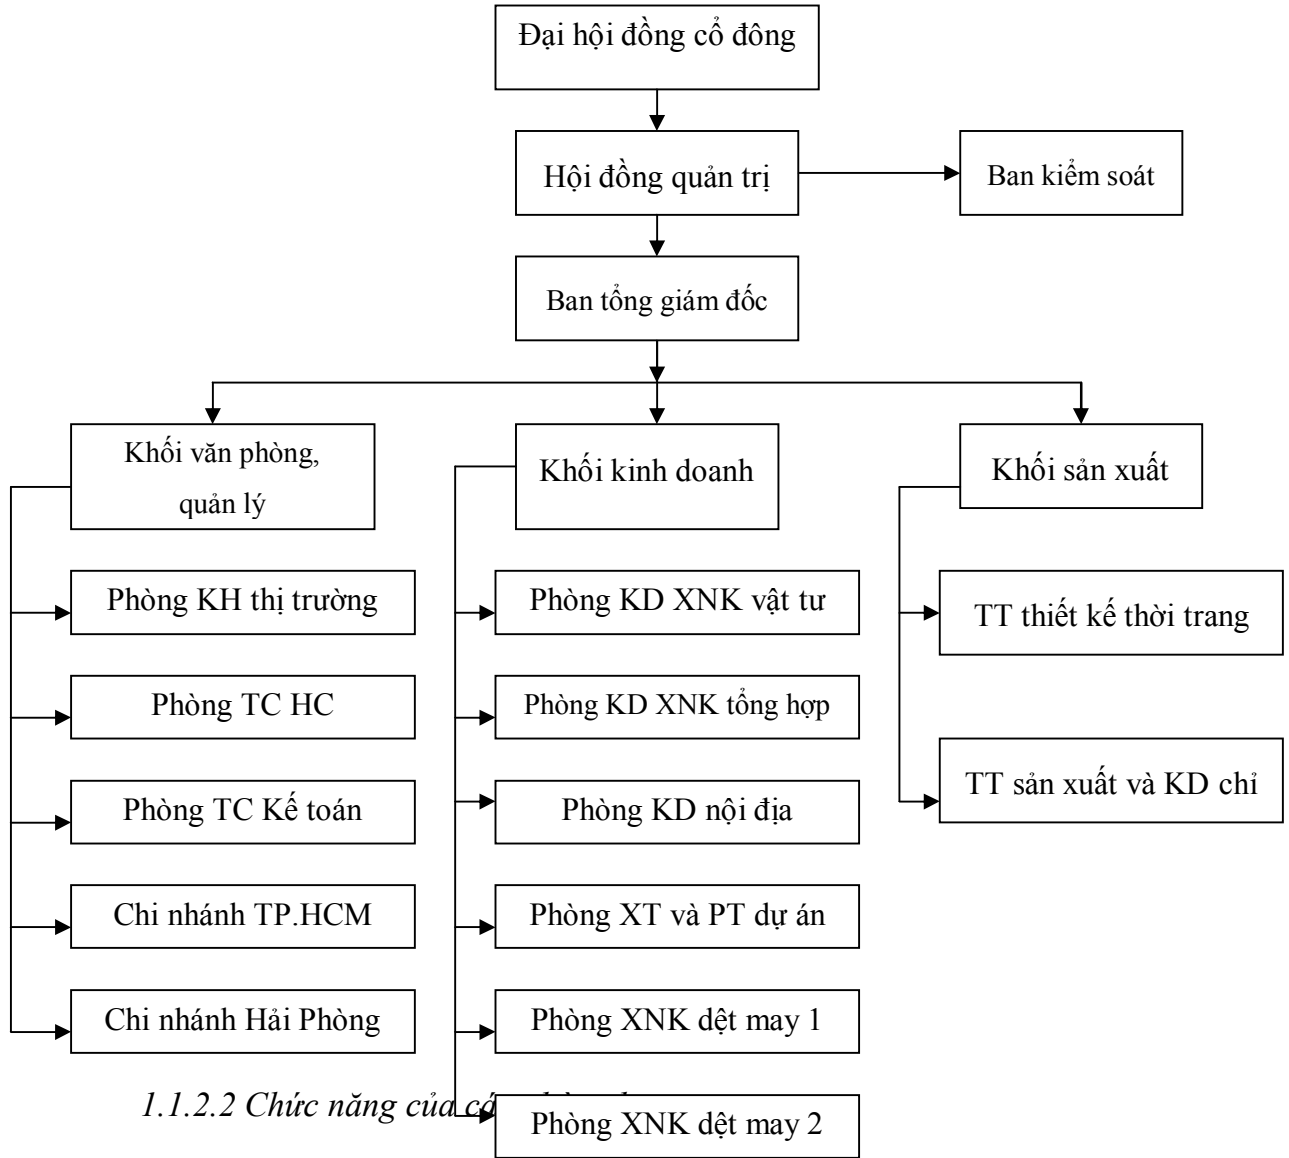 Đại hội đồng cổ đông
Hội đồng quản trị
Ban kiểm soát
Ban tổng giám đốc
Khối văn phòng,
quản lý
Khối kinh doanh
Khối sản xuất
Phòng KH thị trường
Phòng TC HC
Phòng TC Kế toán
Chi nhánh TP.HCM
Chi nhánh Hải Phòng
Phòng KD XNK vật tư
Phòng KD XNK tổng hợp
Phòng KD nội địa
Phòng XT và PT dự án
Phòng XNK dệt may 1
Phòng XNK dệt may 2
TT thiết kế thời trang
TT sản xuất và KD chỉ
1.1.2.2 Chức năng của